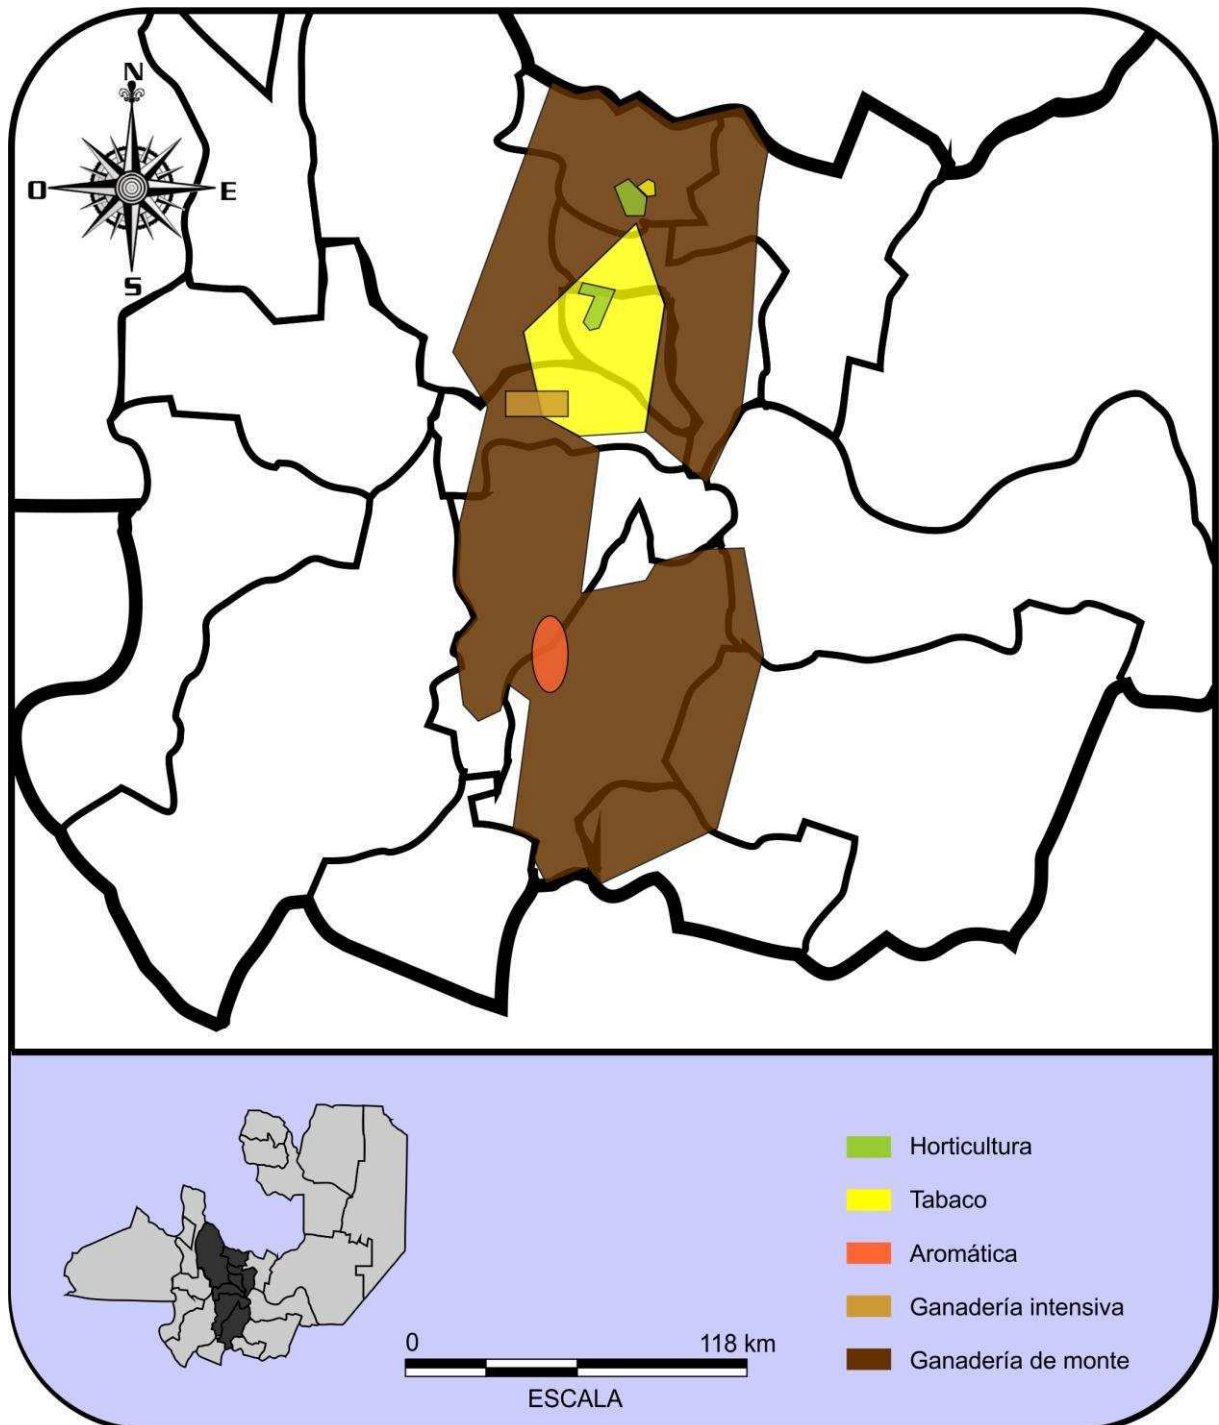 N
O E
S
Horticultura
Tabaco
Aromática
Ganadería intensiva
Ganadería de monte
0 118 km
ESCALA